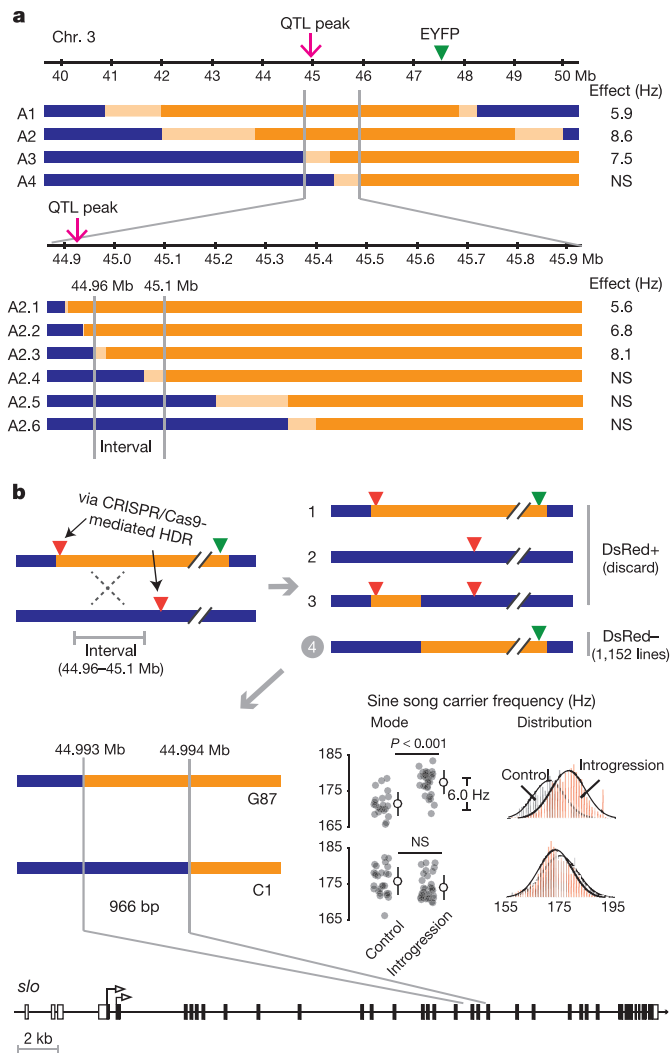 a
Chr. 3
QTL peak
EYFP
40 41 42 43 44 45 46 47 48 49 50 Mb
Effect (Hz)
A1 5.9
A2 8.6
A3 7.5
A4 NS
QTL peak
44.9 45.0 45.1 45.2 45.3 45.4 45.5 45.6 45.7 45.8 45.9 Mb
44.96 Mb 45.1 Mb
Effect (Hz)
A2.1 5.6
A2.2 6.8
A2.3 8.1
A2.4 NS
A2.5 NS
A2.6 NS
Interval
b
via CRISPR/Cas9-
mediated HDR
Interval
(44.96–45.1 Mb)
1
2
3
4
DsRed+
(discard)
DsRed–
(1,152 lines)
44.993 Mb 44.994 Mb
G87
C1
966 bp
Sine song carrier frequency (Hz)
Mode
Distribution
P < 0.001
185
175
165
6.0 Hz
Control
Introgression
NS
185
175
165
Control
Introgression
155 175 195
slo
2 kb